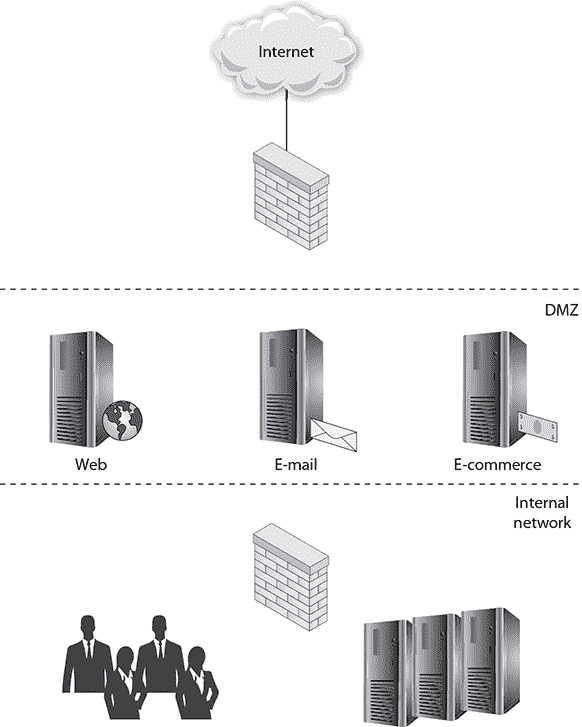 Internet
DMZ
Web
E-mail
E-commerce
Internal
network